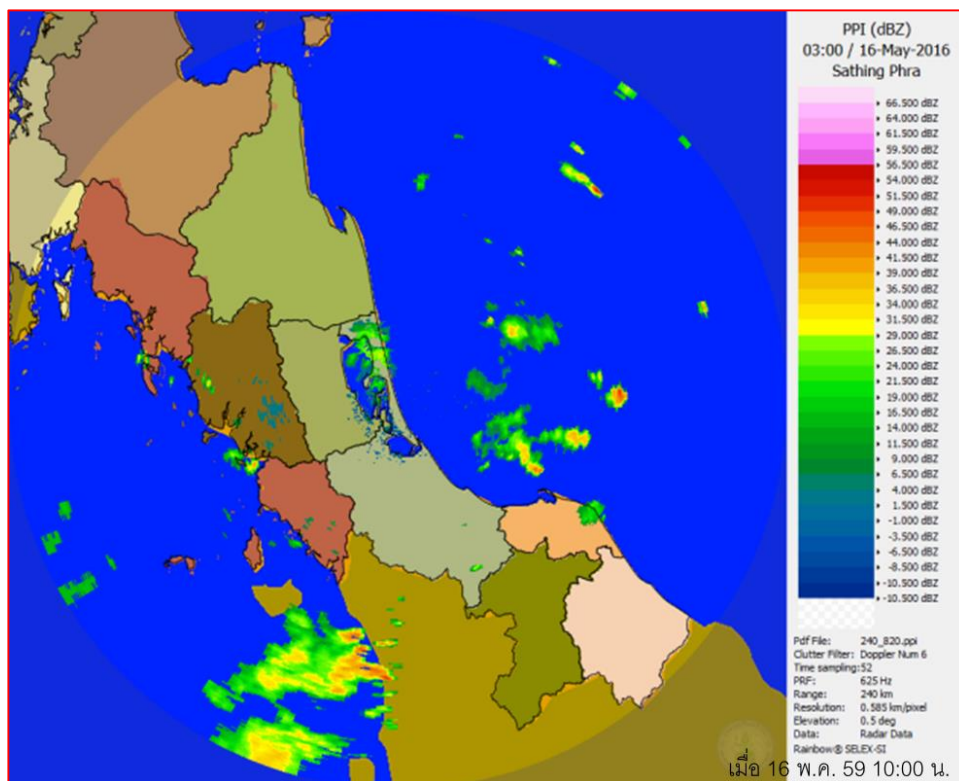 PPI (dBZ)
03:00 / 16-May-2016
Sathing Phra
66.500 dBZ
64.000 dBZ
61.500 dBZ
59.500 dBZ
56.500 dBZ
54.000 dBZ
51.500 dBZ
49.000 dBZ
46.500 dBZ
44.000 dBZ
41.500 dBZ
39.000 dBZ
36.500 dBZ
34.000 dBZ
31.500 dBZ
29.000 dBZ
26.500 dBZ
24.000 dBZ
21.500 dBZ
19.000 dBZ
16.500 dBZ
14.000 dBZ
11.500 dBZ
9.000 dBZ
6.500 dBZ
4.000 dBZ
1.500 dBZ
-1.000 dBZ
-3.500 dBZ
-6.500 dBZ
-8.500 dBZ
-10.500 dBZ
-10.500 dBZ
Pdf File: 240_820.ppi
Clutter Filter: Doppler Num 6
Time sampling:52
PRF: 625 Hz
Range: 240 km
Resolution: 0.585 km/pixel
Elevation: 0.5 deg
Data: Radar Data
Rainbow® SELEX-SI
เมื่อ 16 พ.ค. 59 10:00 น.